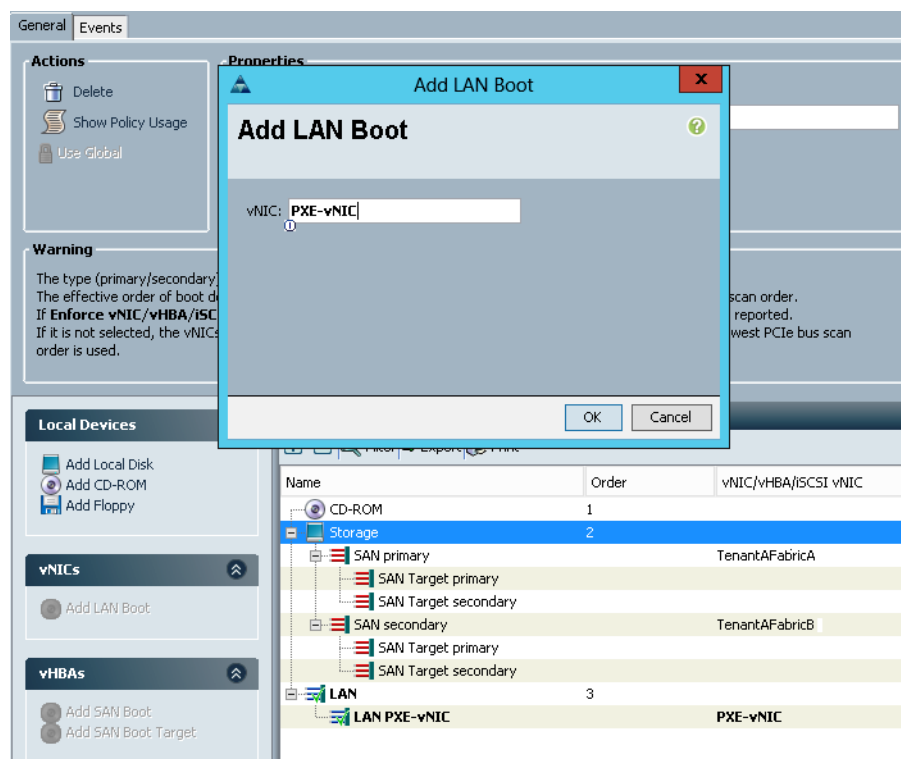 General Events
Actions
Properties
Delete
Show Policy Usage
Use Global
Add LAN Boot
X
Add LAN Boot
?
vNIC: PXE-vNIC
OK Cancel
Warning
The type (primary/secondary)
The effective order of boot de scan order.
If Enforce vNIC/vHBA/iSC reported.
If it is not selected, the vNICs west PCIe bus scan
order is used.
Local Devices
Add Local Disk
Add CD-ROM
Add Floppy
vNICs
Add LAN Boot
vHBAs
Add SAN Boot
Add SAN Boot Target
Filter Export Print
Name Order vNIC/vHBA/iSCSI vNIC
CD-ROM 1
Storage 2
SAN primary TenantAFabricA
SAN Target primary
SAN Target secondary
SAN secondary TenantAFabricB
SAN Target primary
SAN Target secondary
LAN 3
LAN PXE-vNIC PXE-vNIC